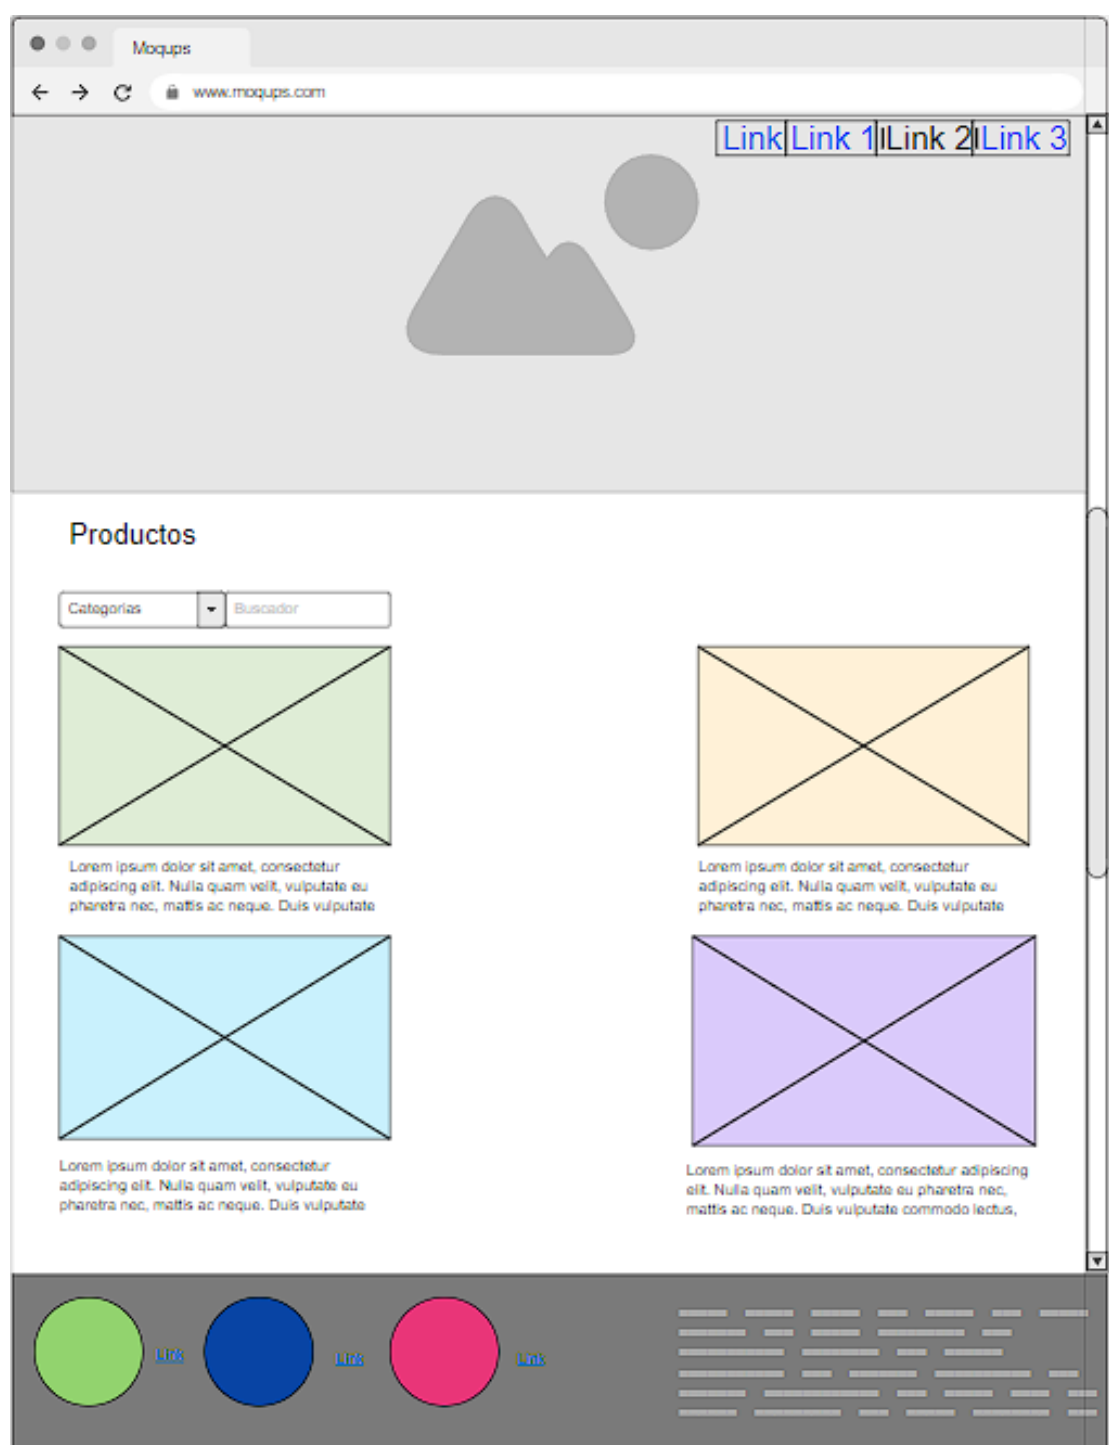 Moqups
www.moqups.com
Link Link 1 Link 2 Link 3
Productos
Categorias Buscador
Lorem ipsum dolor sit amet, consectetur
adipiscing elit. Nulla quam velit, vulputate eu
pharetra nec, mattis ac neque. Duis vulputate
Lorem ipsum dolor sit amet, consectetur
adipiscing elit. Nulla quam velit, vulputate eu
pharetra nec, mattis ac neque. Duis vulputate
Lorem ipsum dolor sit amet, consectetur
adipiscing elit. Nulla quam velit, vulputate eu
pharetra nec, mattis ac neque. Duis vulputate
Lorem ipsum dolor sit amet, consectetur adipiscing
elit. Nulla quam velit, vulputate eu pharetra nec,
mattis ac neque. Duis vulputate commodo lectus,
Link Link Link